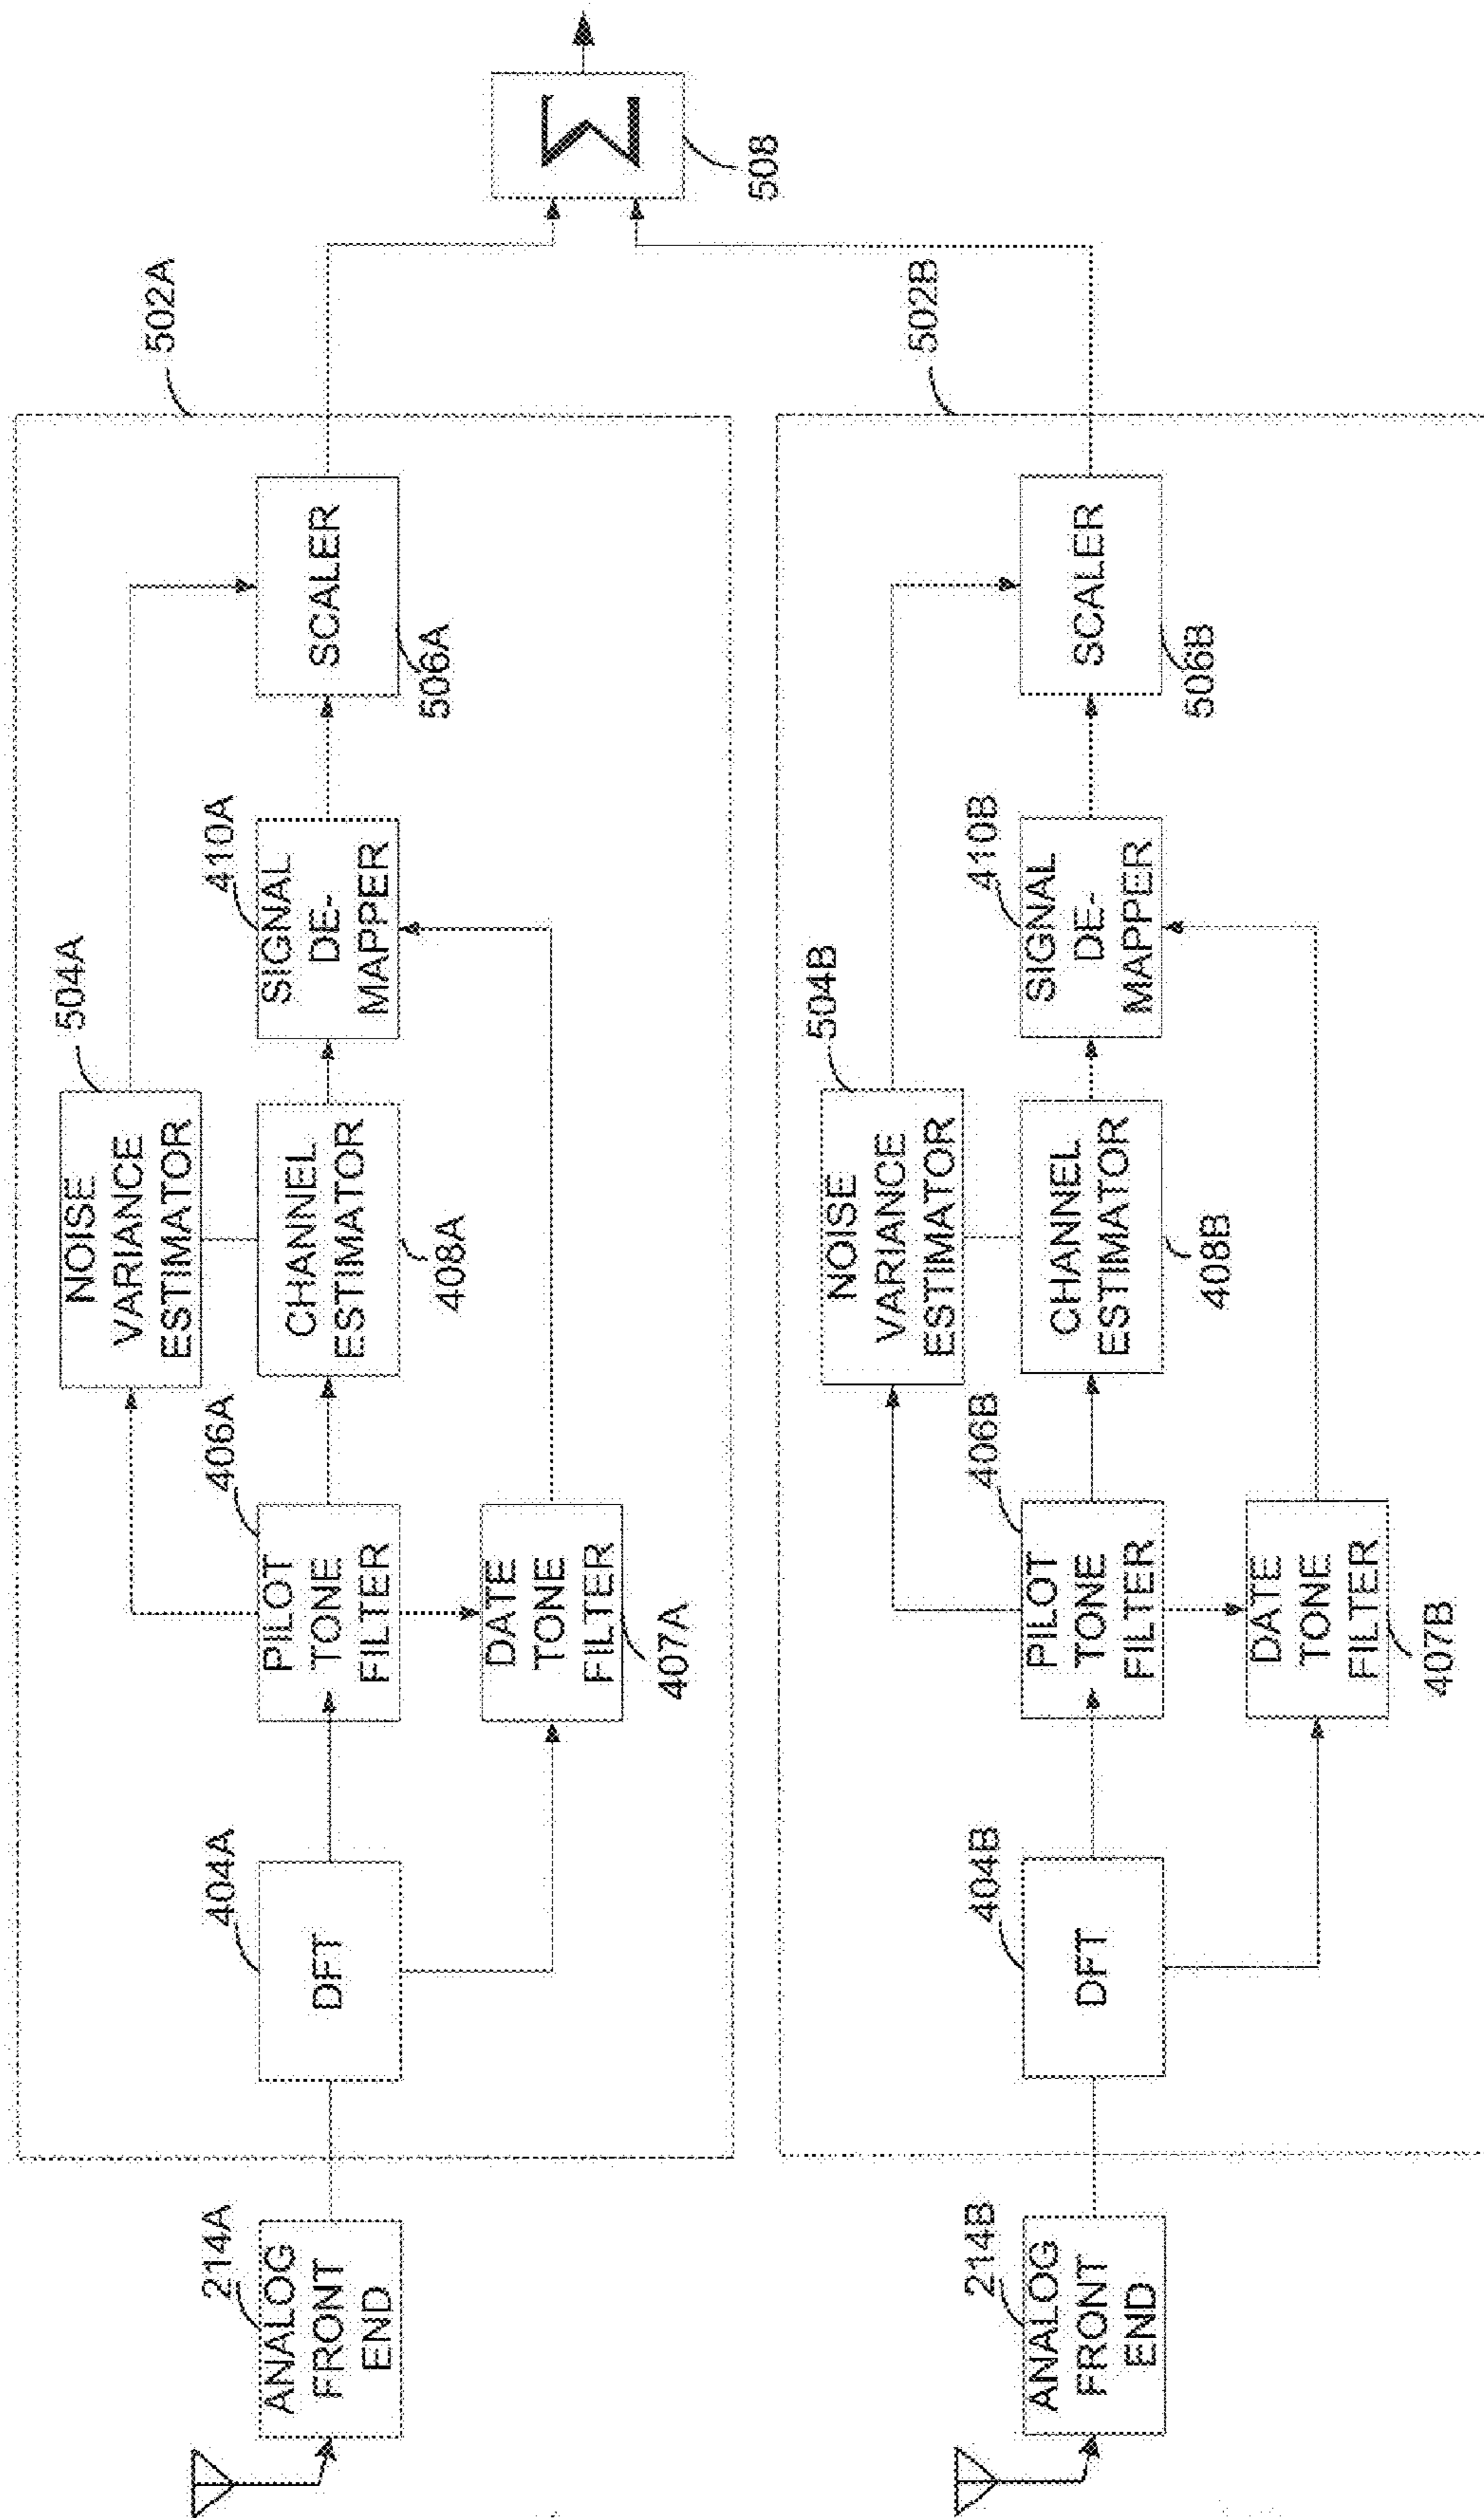 502A
504A
NOISE
VARIANCE
ESTIMATOR
214A
ANALOG
FRONT
END
404A
DFT
406A
PILOT
TONE
FILTER
CHANNEL
ESTIMATOR
408A
410A
SIGNAL
DE-
MAPPER
SCALER
506A
DATE
TONE
FILTER
407A
Σ
508
502B
504B
NOISE
VARIANCE
ESTIMATOR
214B
ANALOG
FRONT
END
404B
DFT
406B
PILOT
TONE
FILTER
CHANNEL
ESTIMATOR
408B
410B
SIGNAL
DE-
MAPPER
SCALER
506B
DATE
TONE
FILTER
407B